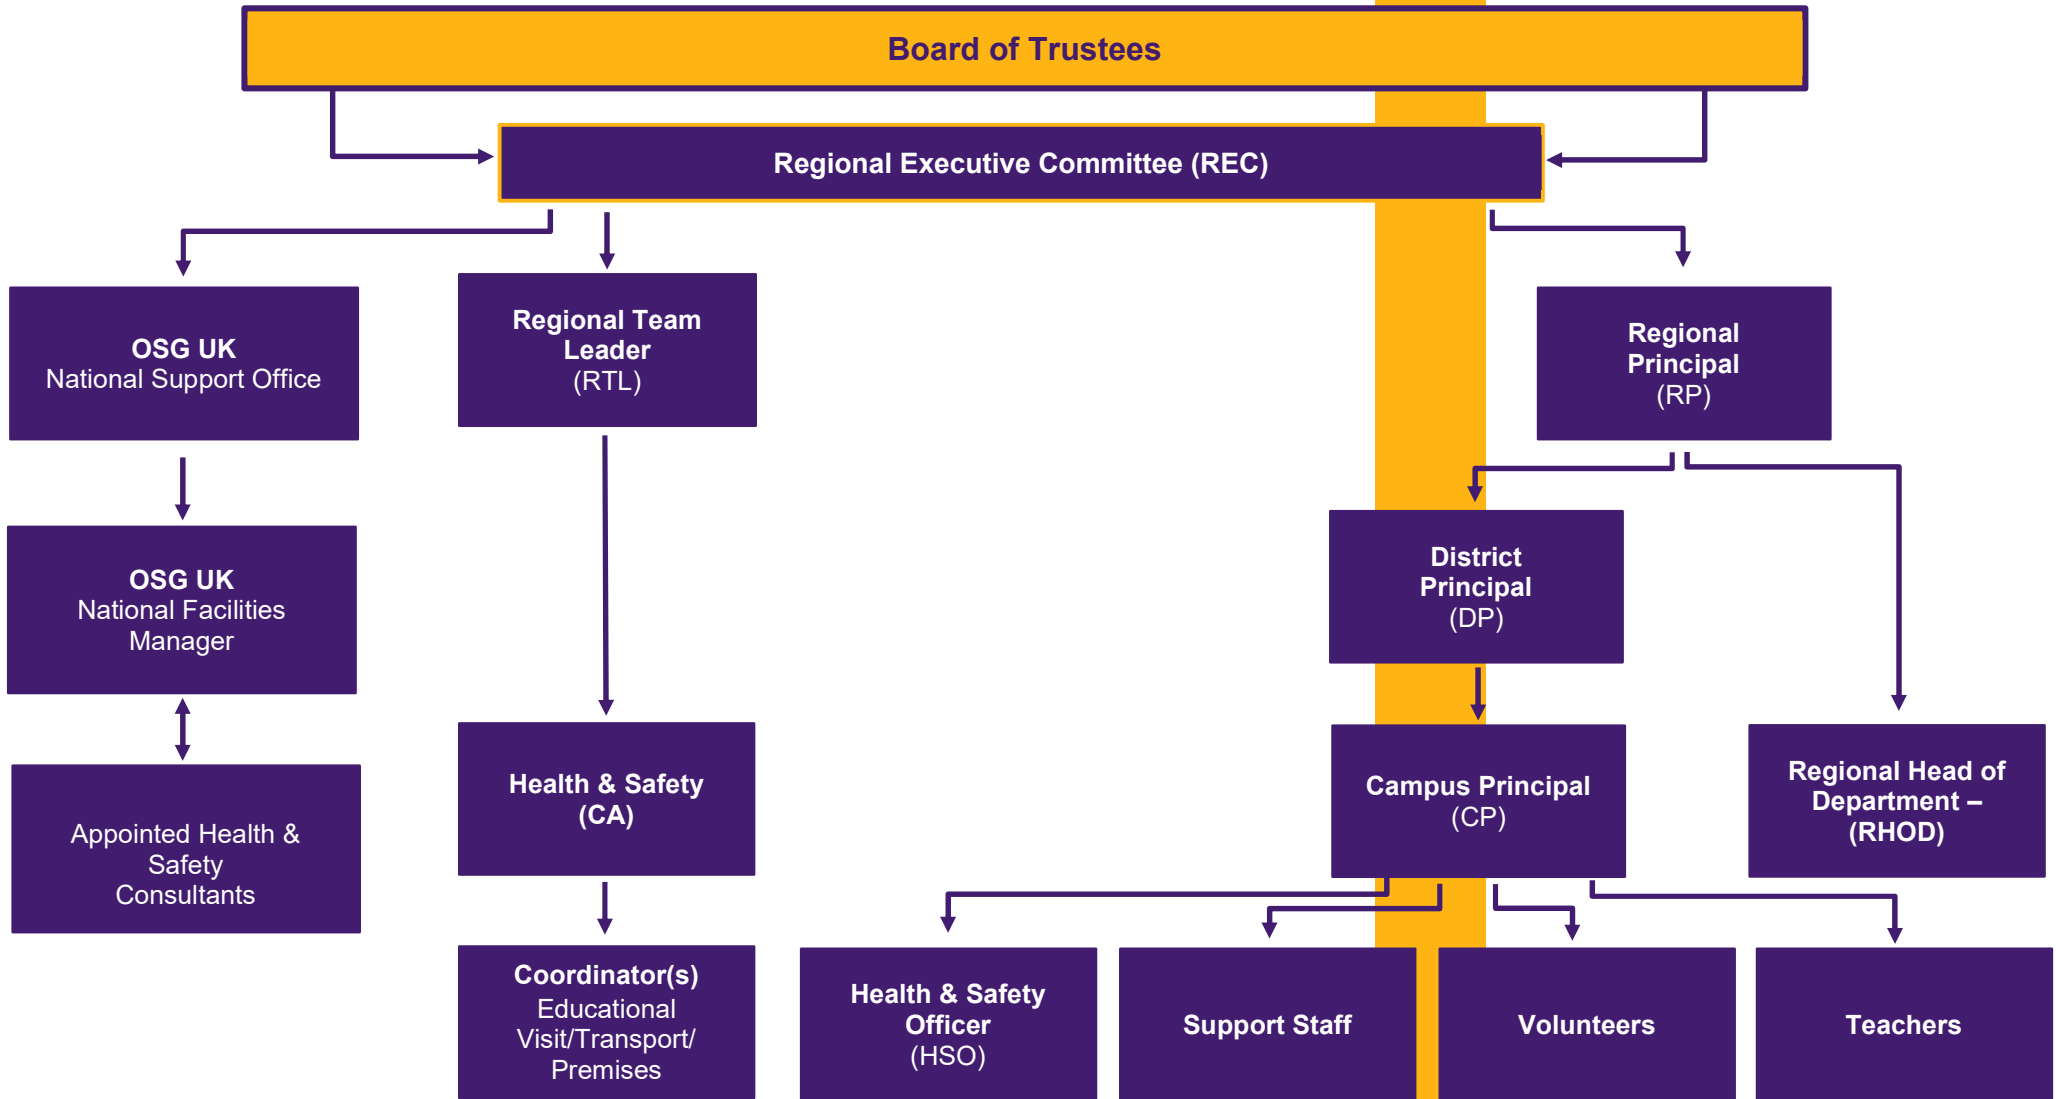 Board of Trustees
Regional Executive Committee (REC)
OSG UK
National Support Office
Regional Team
Leader
(RTL)
Regional
Principal
(RP)
OSG UK
National Facilities
Manager
District
Principal
(DP)
Appointed Health &
Safety
Consultants
Health & Safety
(CA)
Campus Principal
(CP)
Regional Head of
Department –
(RHOD)
Coordinator(s)
Educational
Visit/Transport/
Premises
Health & Safety
Officer
(HSO)
Support Staff
Volunteers
Teachers